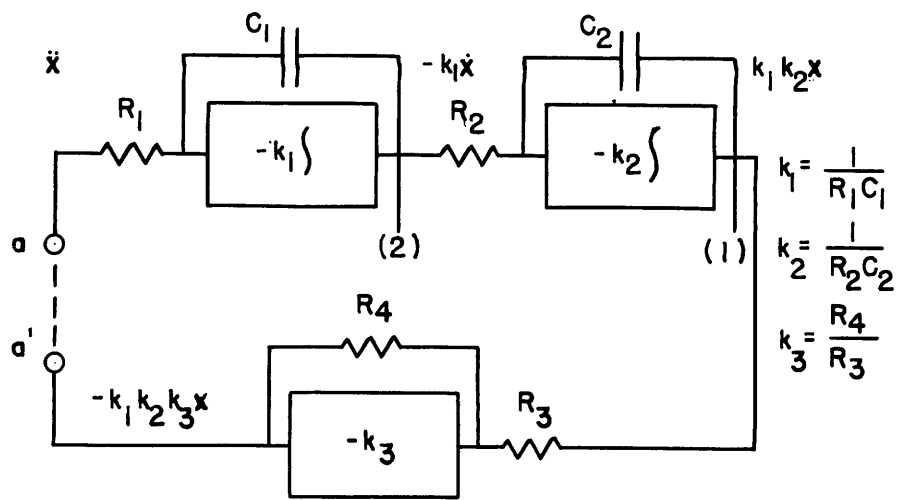 C₁
C₂
ẍ
-k₁ẋ
k₁k₂x
R₁
R₂
-k₁∫
-k₂∫
k₁ = 1/R₁C₁
a
(2)
(1)
k₂ = 1/R₂C₂
R₄
k₃ = R₄/R₃
a'
-k₁k₂k₃x
R₃
-k₃